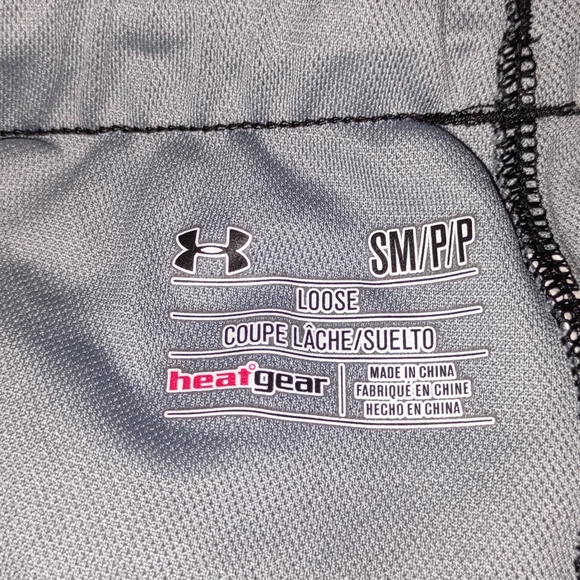 SM/P/P
LOOSE
COUPE LÂCHE/SUELTO
heatgear
MADE IN CHINA
FABRIQUÉ EN CHINE
HECHO EN CHINA